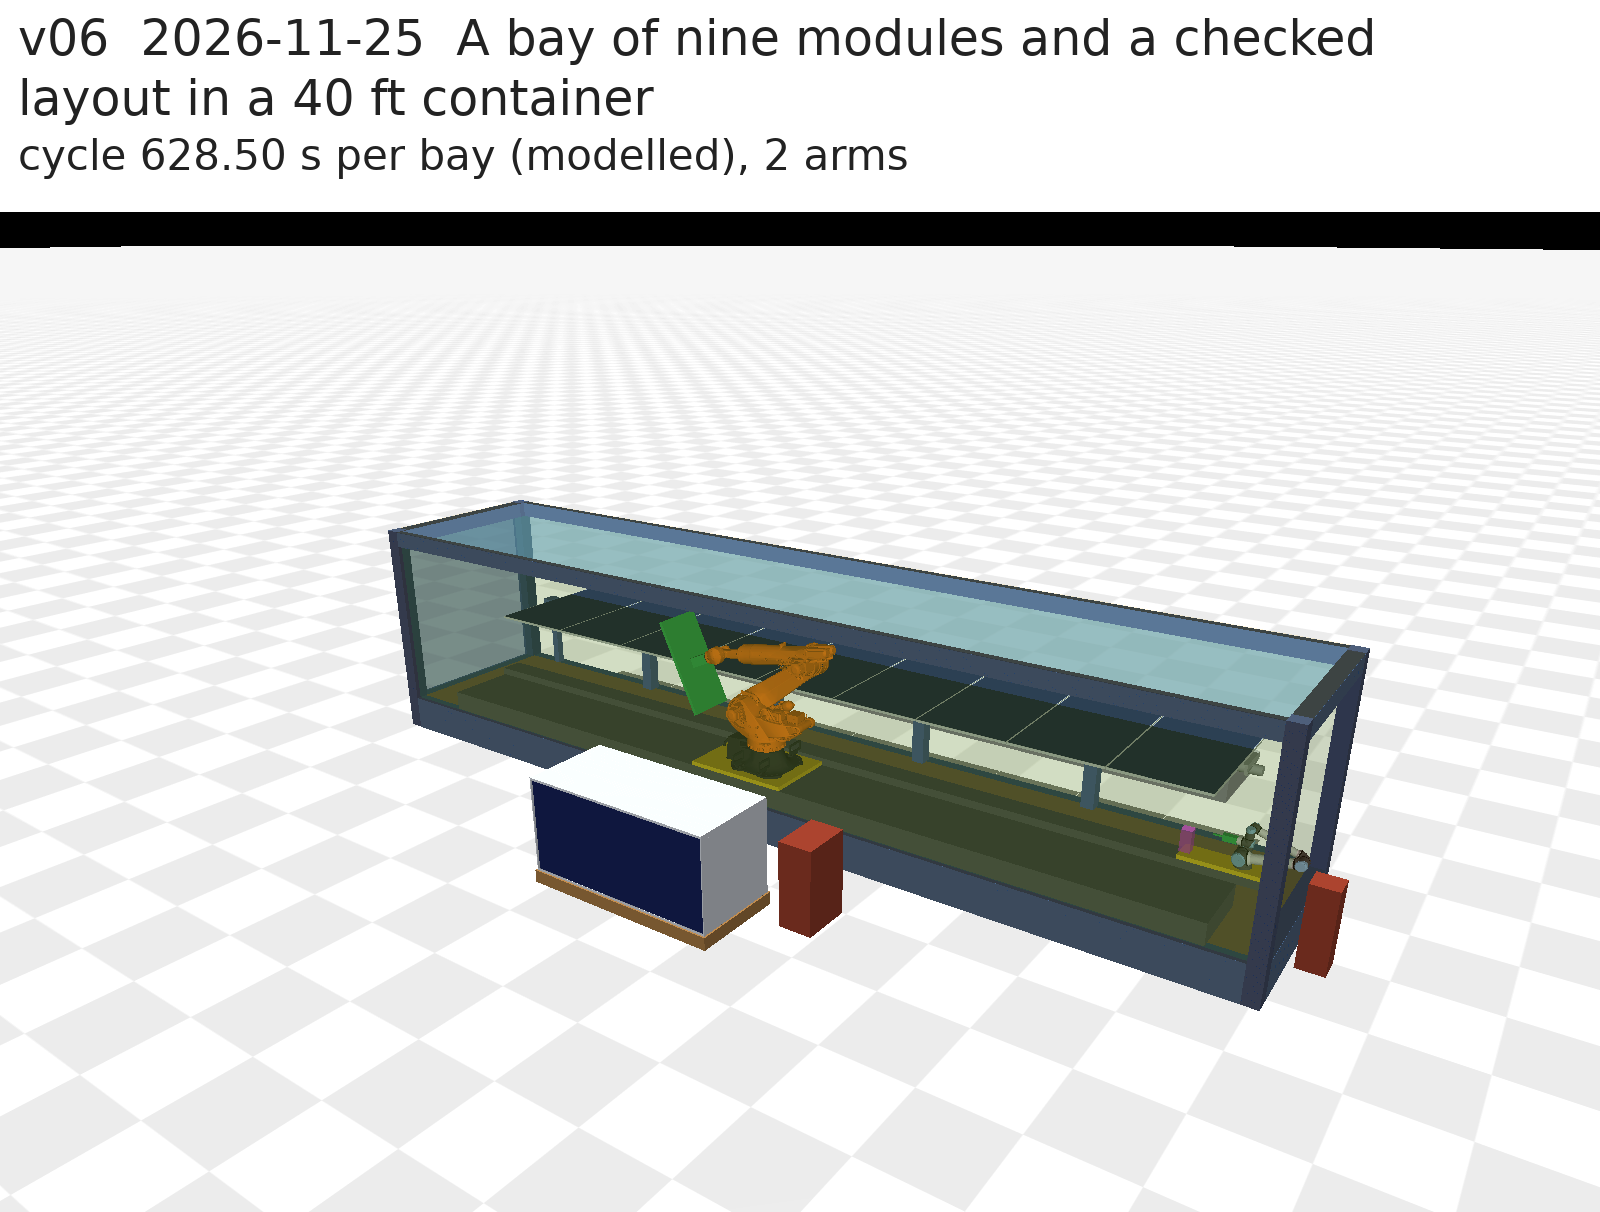 v06  2026-11-25  A bay of nine modules and a checked
layout in a 40 ft container
cycle 628.50 s per bay (modelled), 2 arms